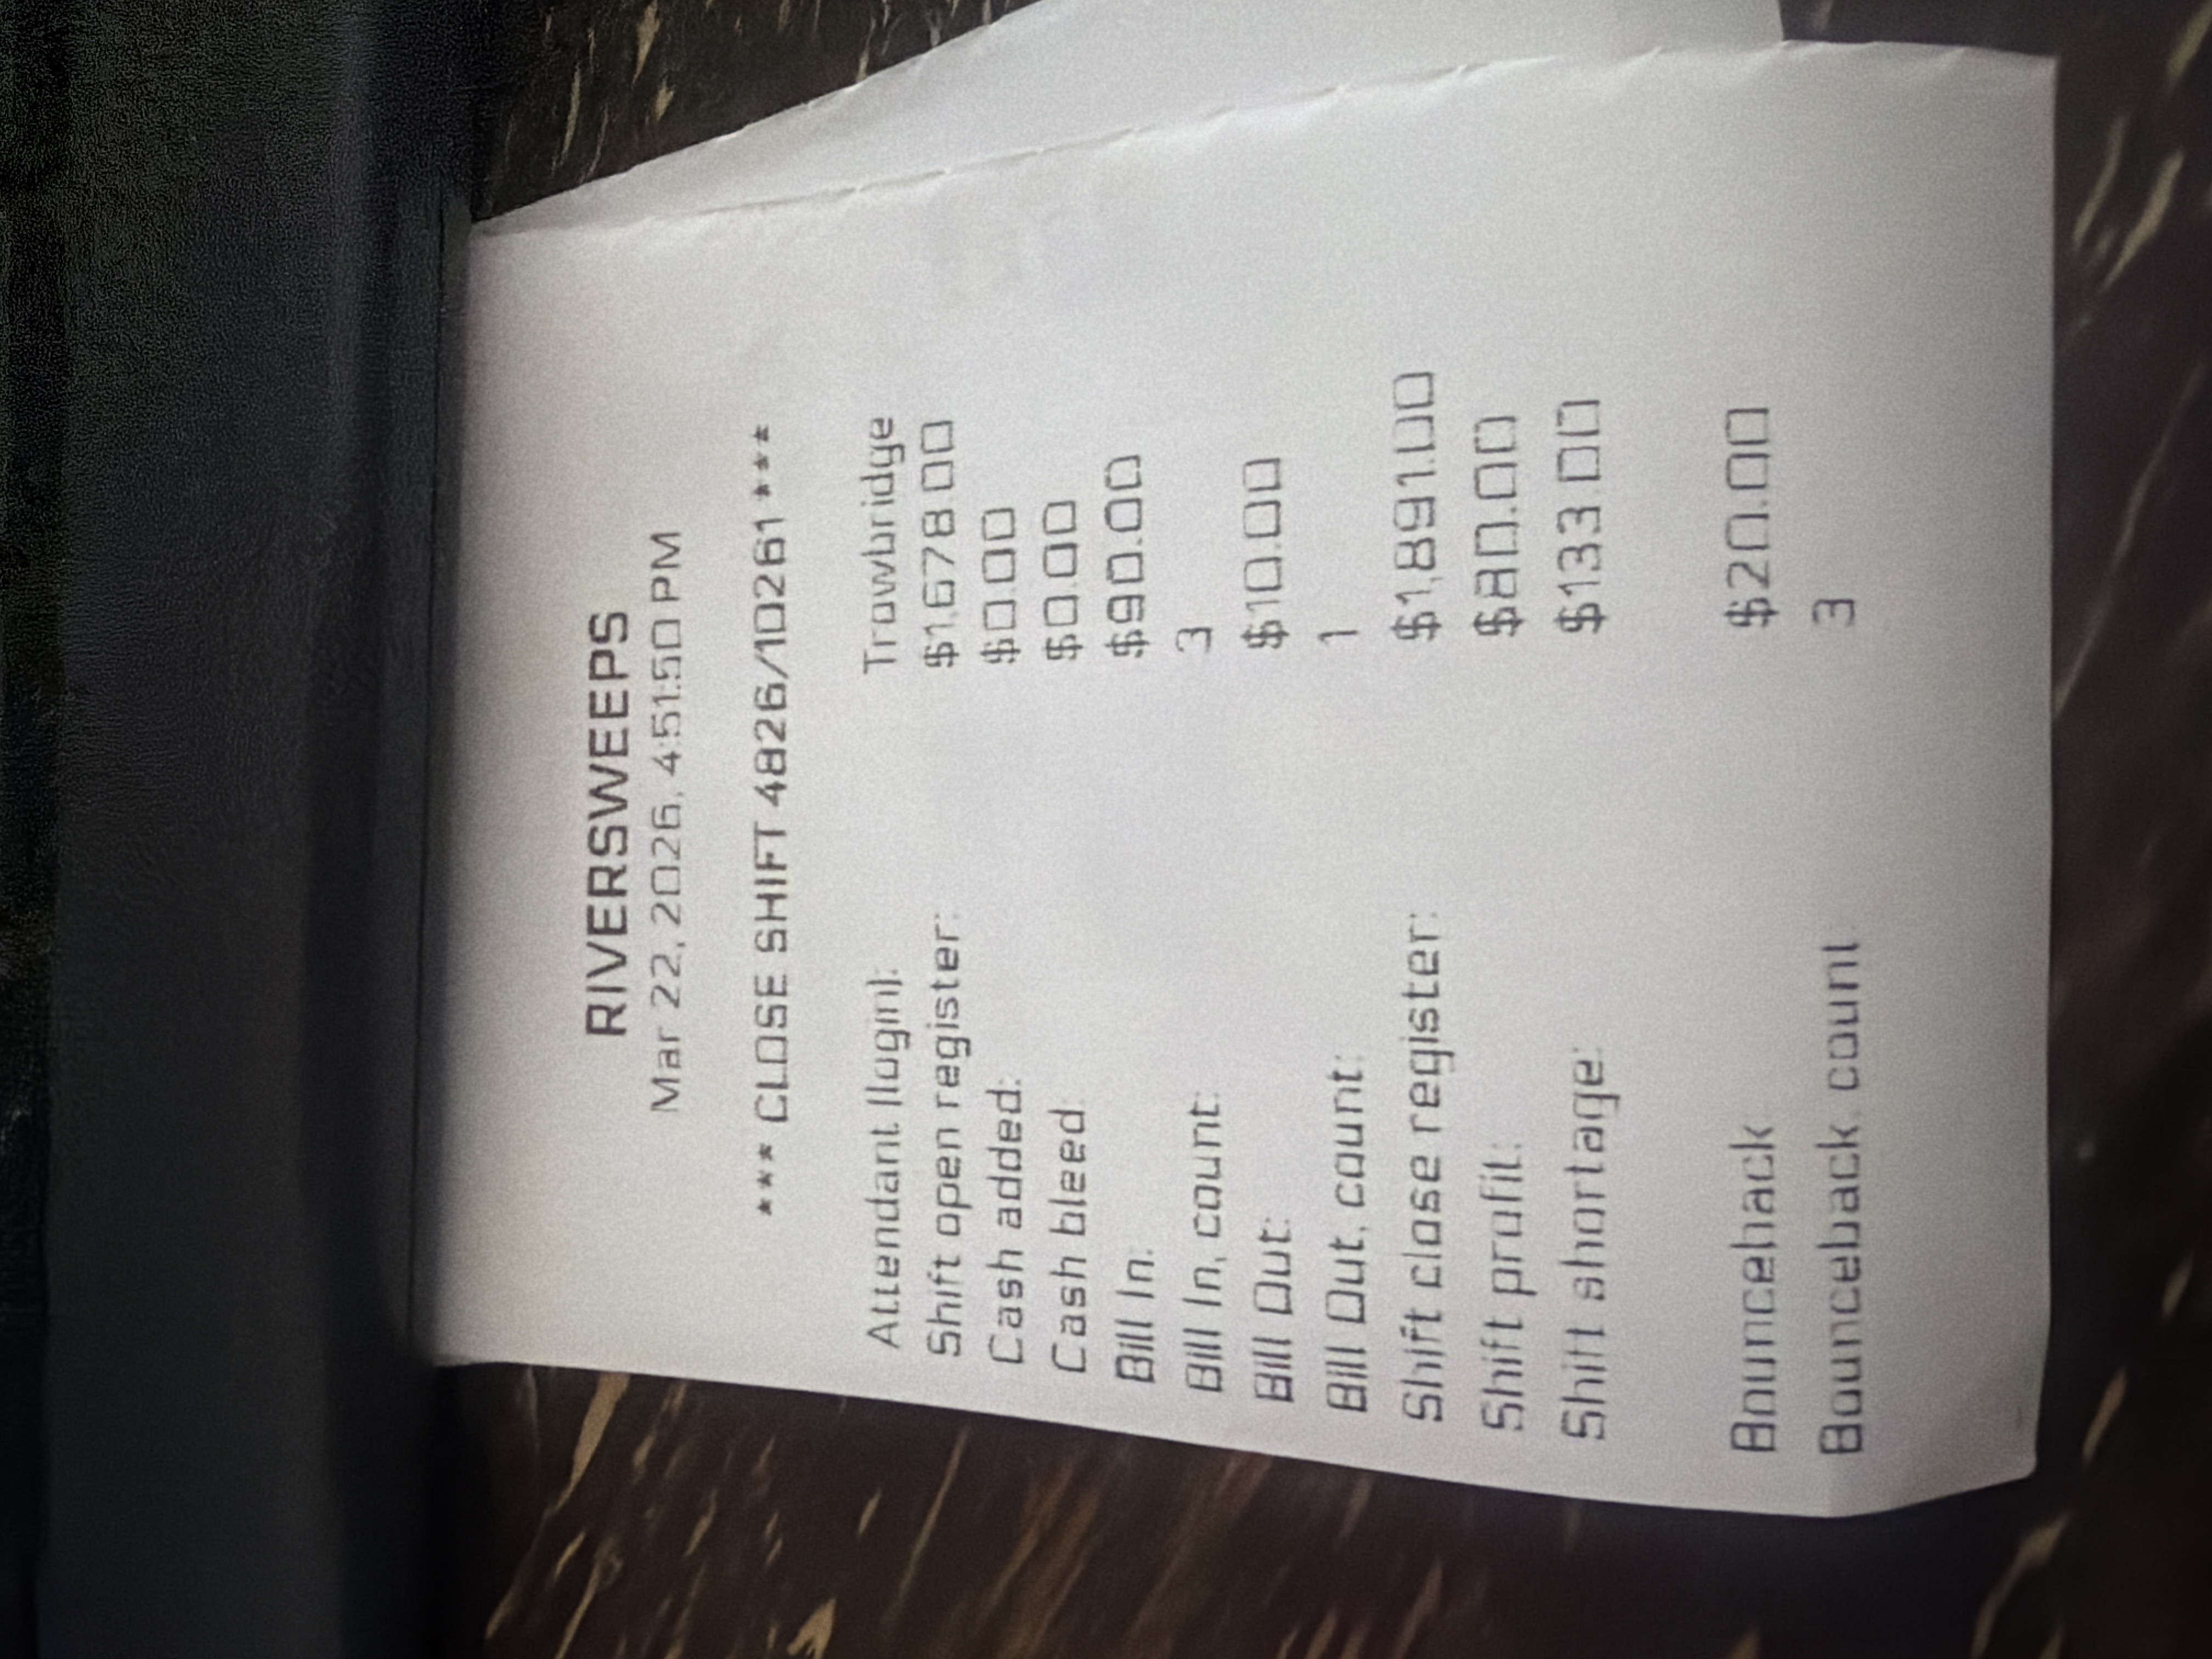 RIVERSWEEPS
Mar 22, 2026, 4:51:50 PM
*** CLOSE SHIFT 4826/10261 ***
Attendant (login): Trowbridge
Shift open register: $1,678.00
Cash added: $0.00
Cash bleed: $0.00
Bill In: $90.00
Bill In, count: 3
Bill Out: $10.00
Bill Out, count: 1
Shift close register: $1,891.00
Shift profit: $80.00
Shift shortage: $133.00
Bounceback $20.00
Bounceback, count 3